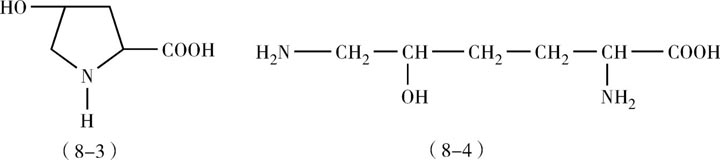 HO
COOH
N
H
(8-3)
H₂N—CH₂—CH—CH₂—CH₂—CH—COOH
OH
NH₂
(8-4)